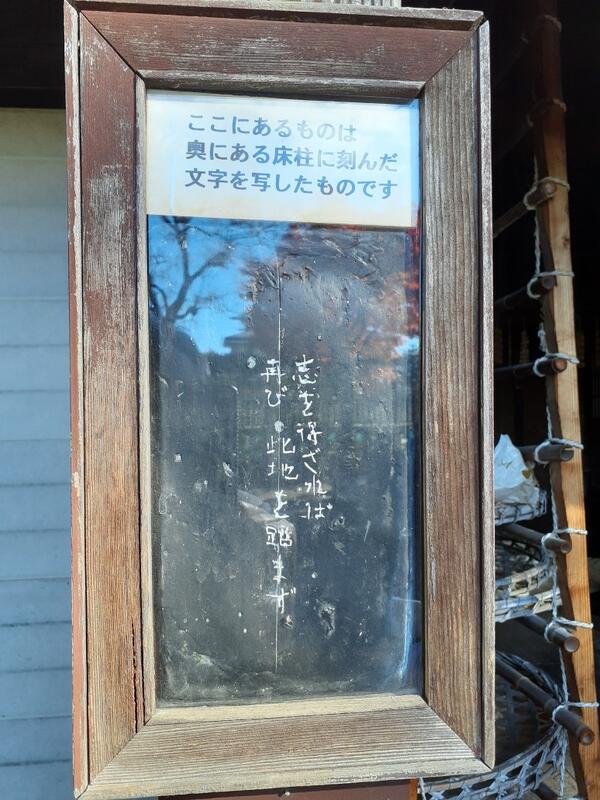 ここにあるものは
奥にある床柱に刻んだ
文字を写したものです
志を得ざれば
再び此地を踏まず